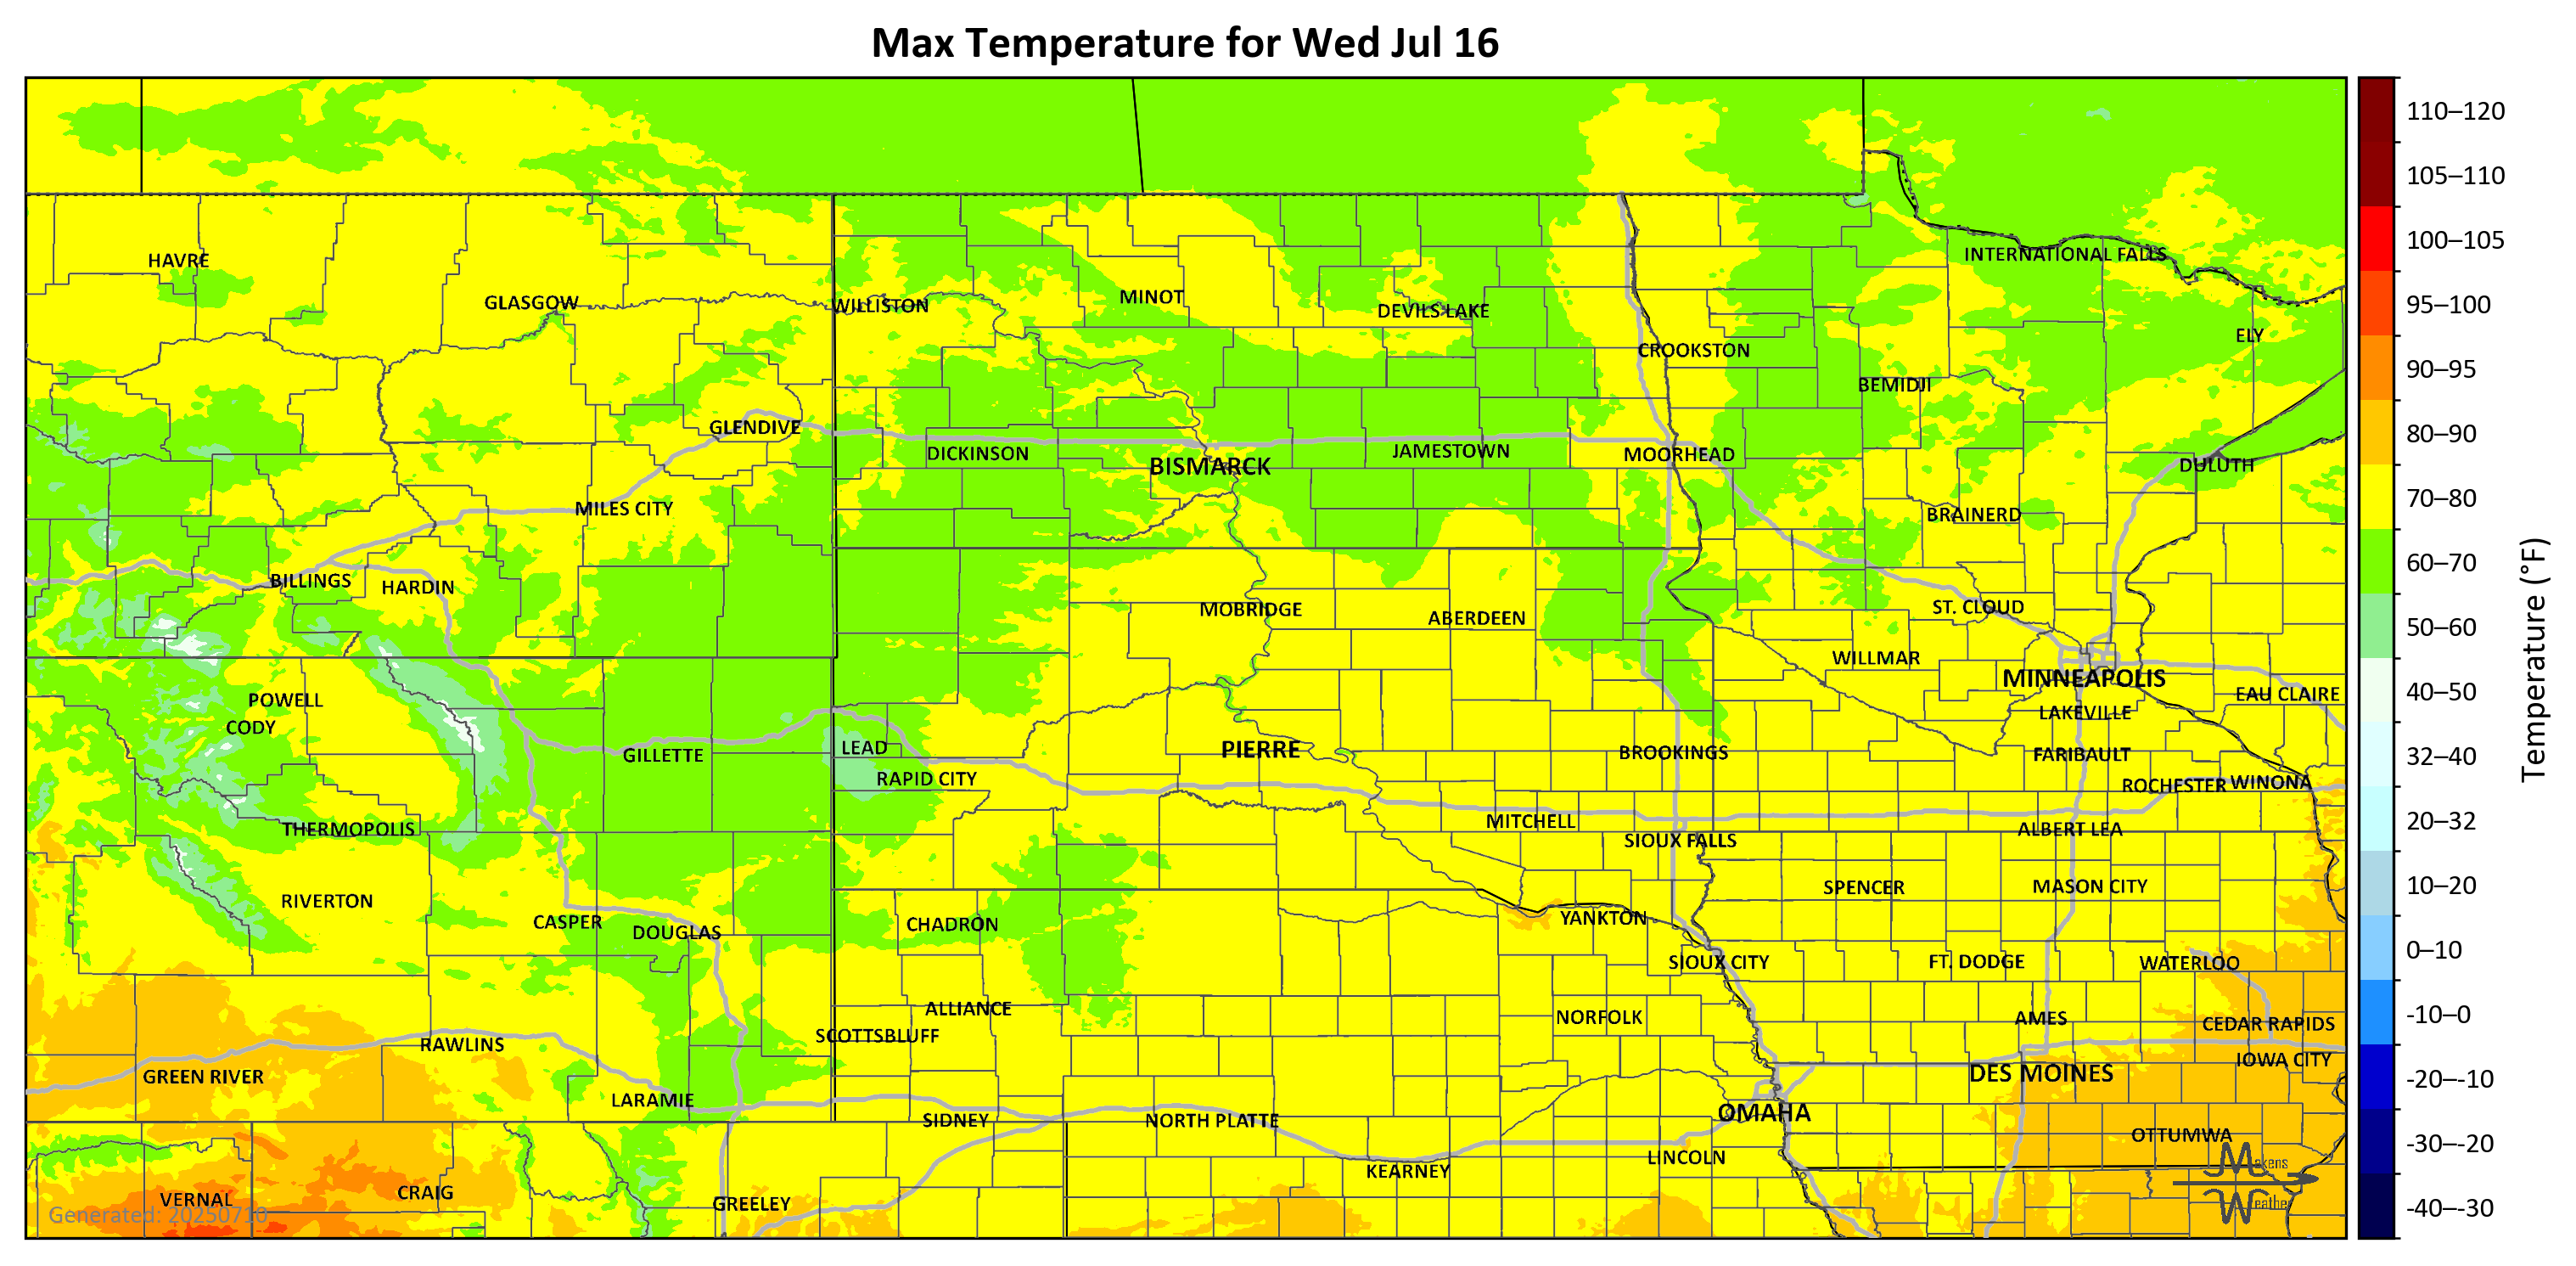 Max Temperature for Wed Jul 16
HAVRE
GLASGOW
WILLISTON
MINOT
DEVILS LAKE
CROOKSTON
INTERNATIONAL FALLS
ELY
BEMIDJI
GLENDIVE
DICKINSON
BISMARCK
JAMESTOWN
MOORHEAD
DULUTH
MILES CITY
BRAINERD
BILLINGS
HARDIN
MOBRIDGE
ABERDEEN
ST. CLOUD
WILLMAR
MINNEAPOLIS
EAU CLAIRE
POWELL
CODY
LAKEVILLE
GILLETTE
LEAD
RAPID CITY
PIERRE
BROOKINGS
FARIBAULT
ROCHESTER
WINONA
THERMOPOLIS
MITCHELL
SIOUX FALLS
ALBERT LEA
RIVERTON
SPENCER
MASON CITY
CASPER
DOUGLAS
CHADRON
YANKTON
SIOUX CITY
FT. DODGE
WATERLOO
ALLIANCE
SCOTTSBLUFF
NORFOLK
AMES
CEDAR RAPIDS
RAWLINS
IOWA CITY
GREEN RIVER
DES MOINES
LARAMIE
SIDNEY
NORTH PLATTE
OMAHA
OTTUMWA
KEARNEY
LINCOLN
VERNAL
CRAIG
GREELEY
Generated: 20250710
Makens
Weather
110–120
105–110
100–105
95–100
90–95
80–90
70–80
60–70
50–60
40–50
32–40
20–32
10–20
0–10
-10–0
-20–-10
-30–-20
-40–-30
Temperature (°F)